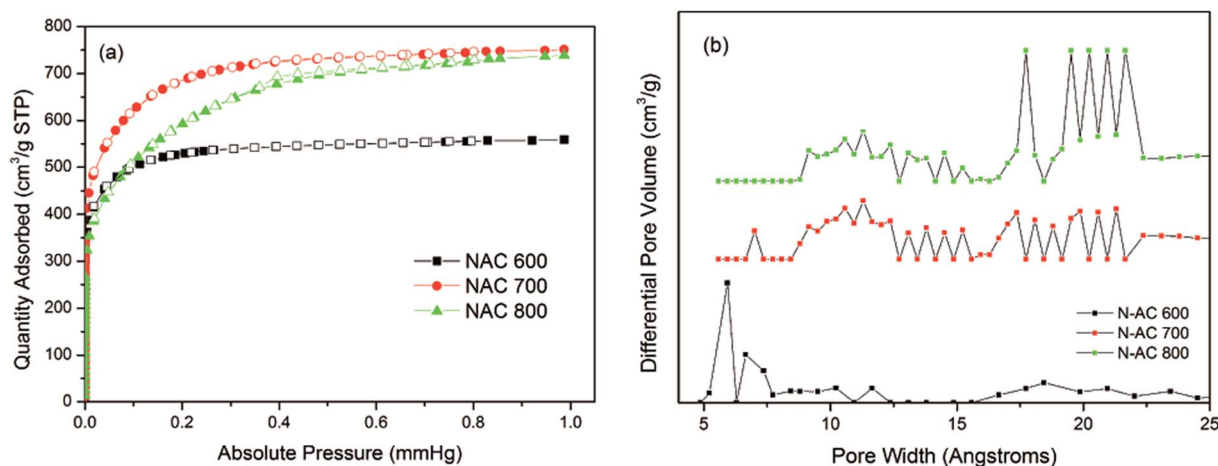 (a)
Quantity Adsorbed (cm³/g STP)
800
700
600
500
400
300
200
100
0
NAC 600
NAC 700
NAC 800
0.0 0.2 0.4 0.6 0.8 1.0
Absolute Pressure (mmHg)
(b)
Differential Pore Volume (cm³/g)
N-AC 600
N-AC 700
N-AC 800
5 10 15 20 25
Pore Width (Angstroms)